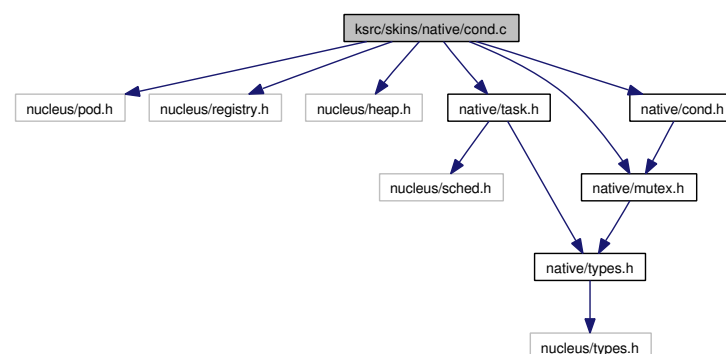 ksrc/skins/native/cond.c
nucleus/pod.h
nucleus/registry.h
nucleus/heap.h
native/task.h
native/cond.h
nucleus/sched.h
native/mutex.h
native/types.h
nucleus/types.h